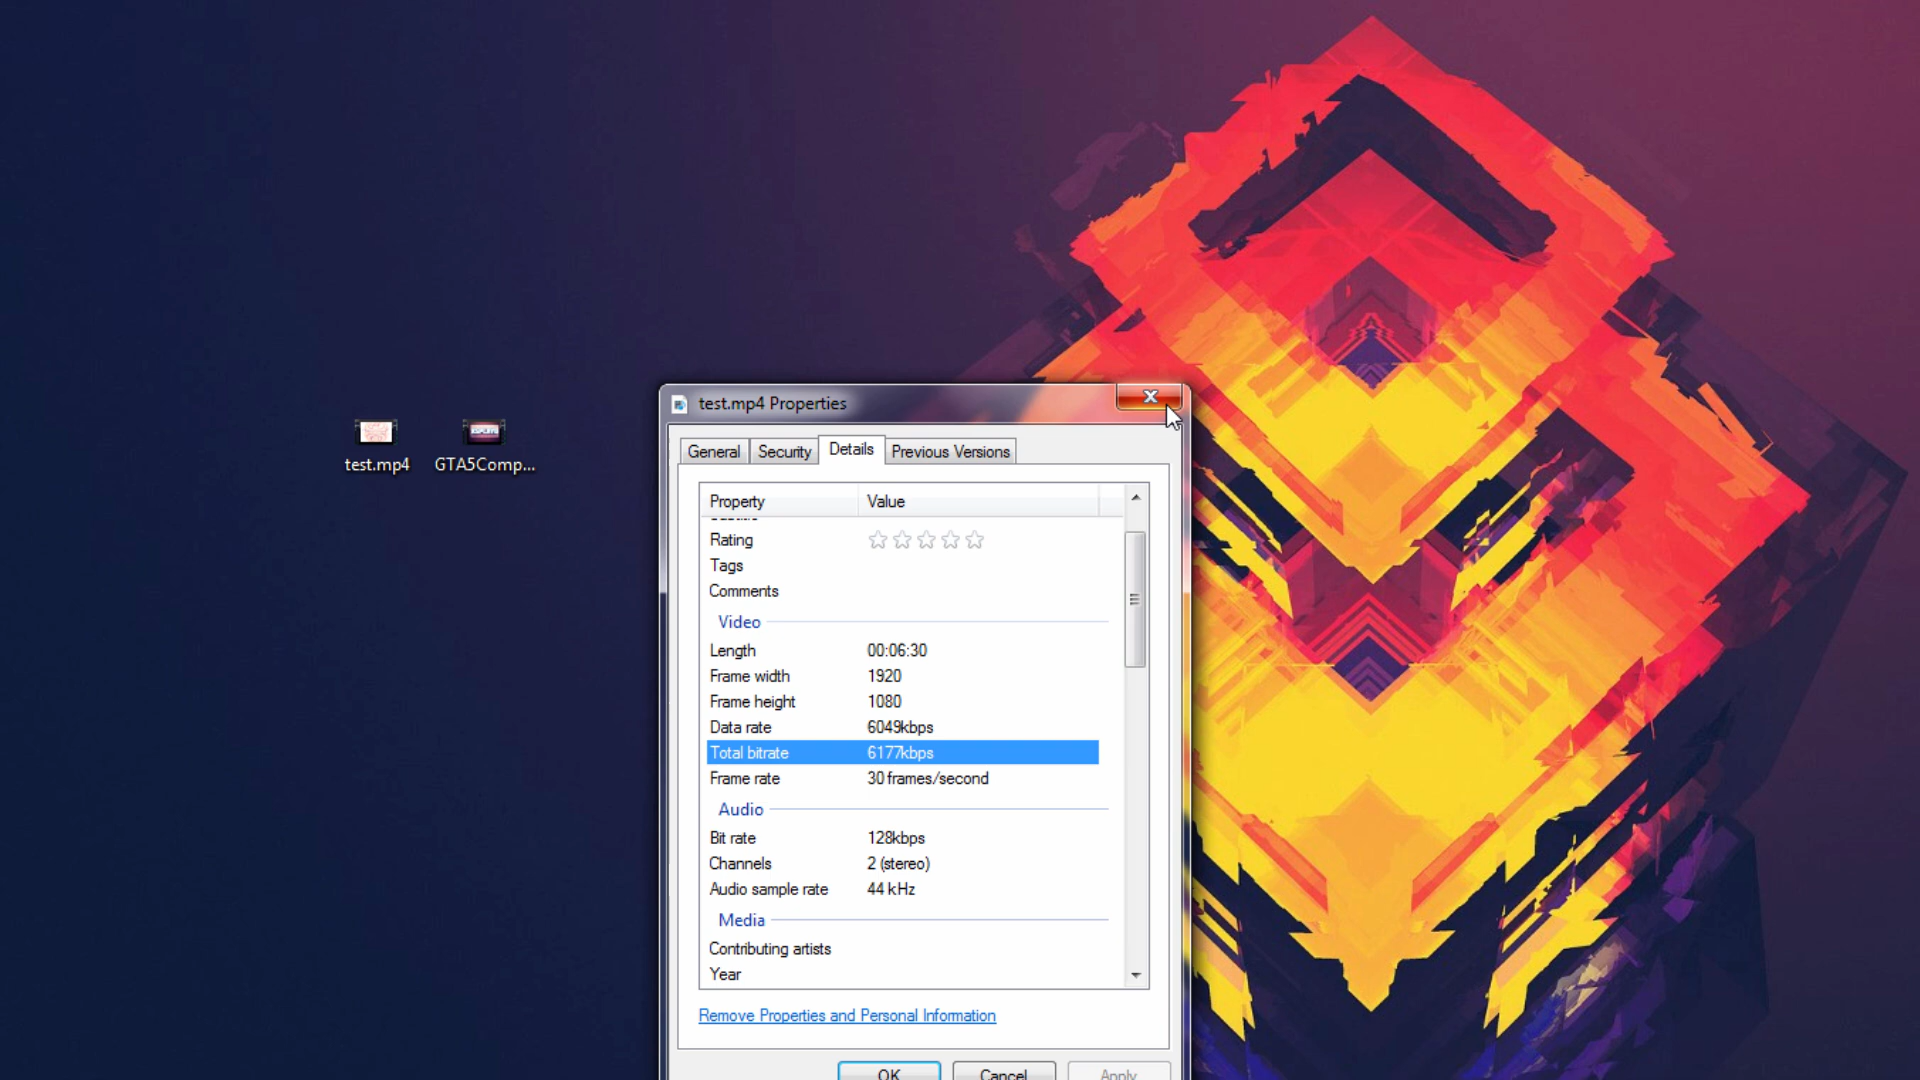 test.mp4 Properties
General Security Details Previous Versions
Property Value
Rating
Tags
Comments
Video
Length 00:06:30
Frame width 1920
Frame height 1080
Data rate 6049kbps
Total bitrate 6177kbps
Frame rate 30 frames/second
Audio
Bit rate 128kbps
Channels 2 (stereo)
Audio sample rate 44 kHz
Media
Contributing artists
Year
Remove Properties and Personal Information
OK Cancel Apply
test.mp4 GTA5Comp...